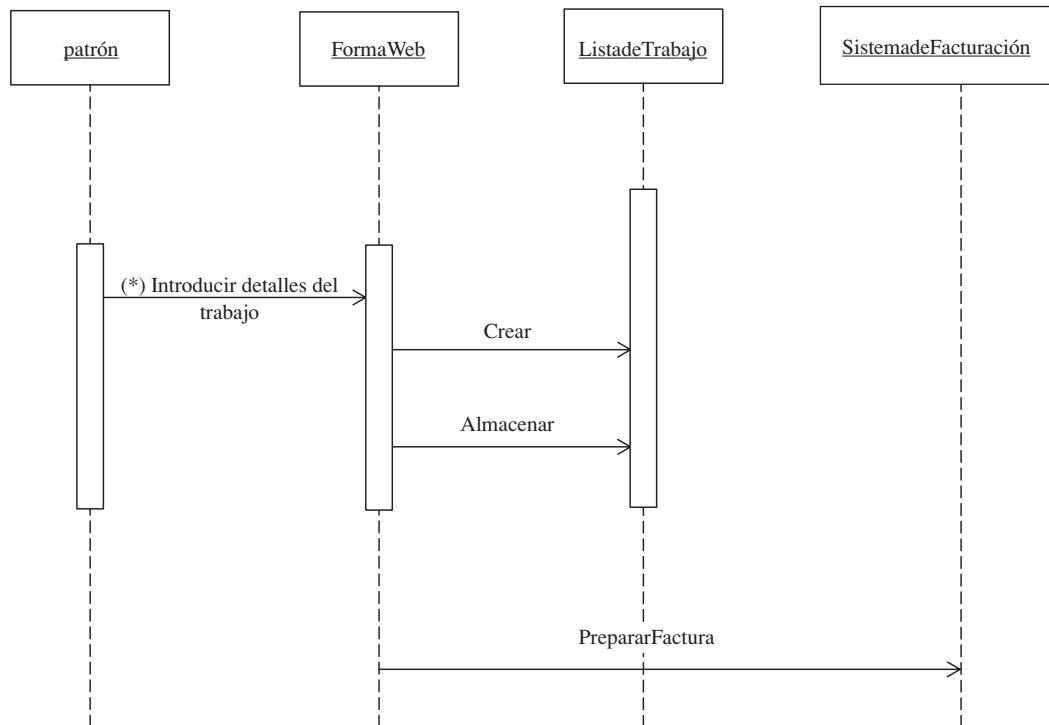 patrón
FormaWeb
ListadeTrabajo
SistemadeFacturación
(*) Introducir detalles del
trabajo
Crear
Almacenar
PrepararFactura